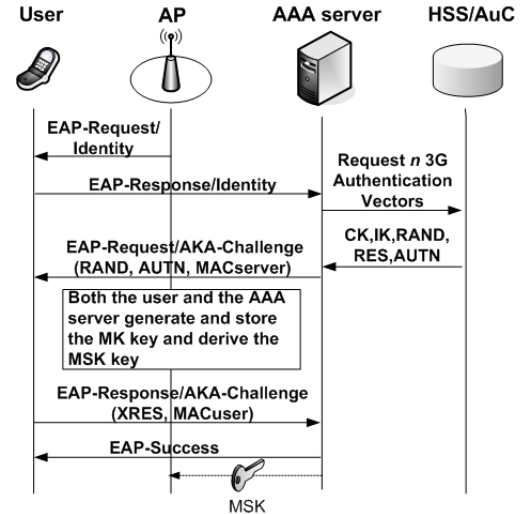 User
AP
AAA server
HSS/AuC
EAP-Request/
Identity
EAP-Response/Identity
Request n 3G
Authentication
Vectors
CK,IK,RAND,
RES,AUTN
EAP-Request/AKA-Challenge
(RAND, AUTN, MACserver)
Both the user and the AAA
server generate and store
the MK key and derive the
MSK key
EAP-Response/AKA-Challenge
(XRES, MACuser)
EAP-Success
MSK